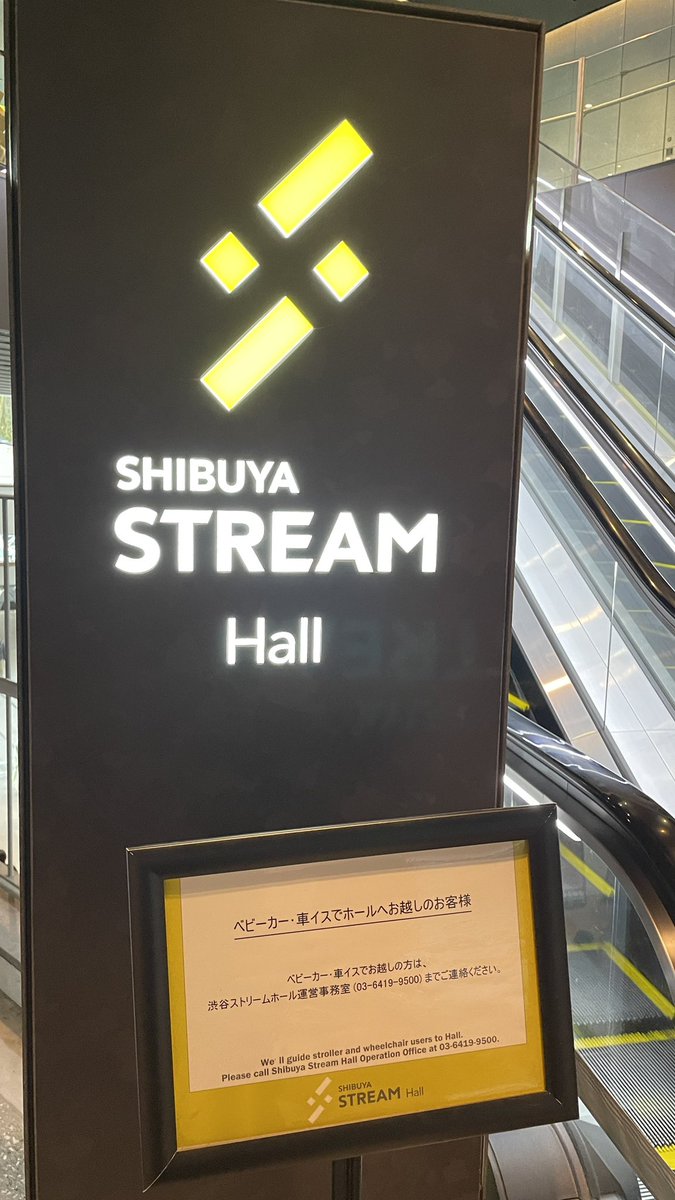 SHIBUYA
STREAM
Hall
ベビーカー・車イスでホールへお越しのお客様
ベビーカー・車イスでお越しの方は、
渋谷ストリームホール運営事務室(03-6419-9500)までご連絡ください。
We'll guide stroller and wheelchair users to Hall.
Please call Shibuya Stream Hall Operation Office at 03-6419-9500.
SHIBUYA
STREAM Hall